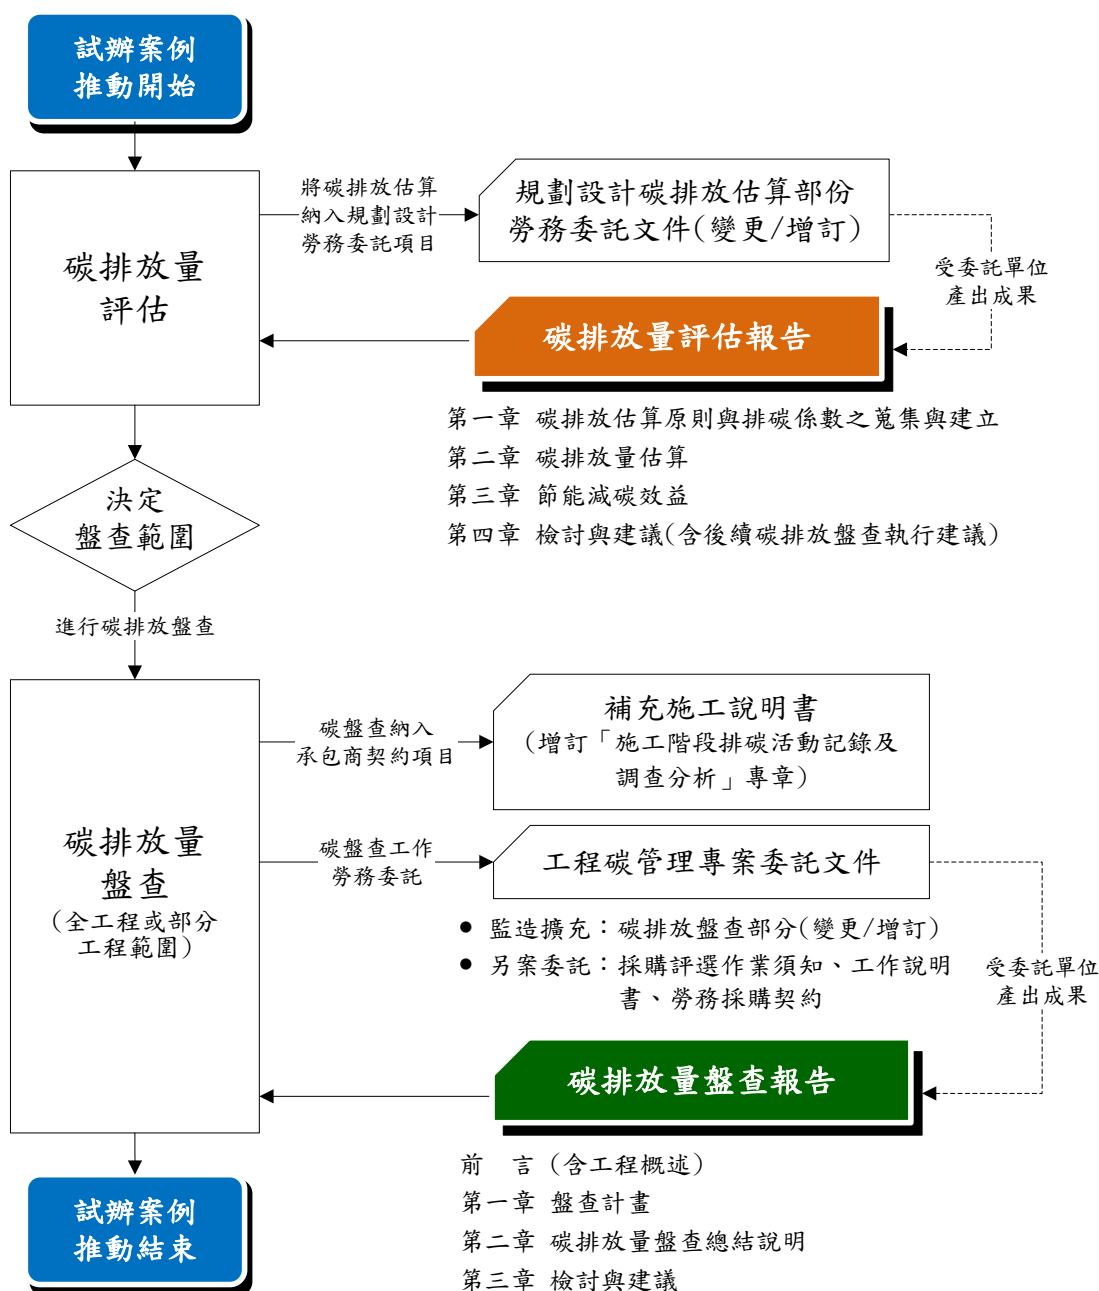 試辦案例
推動開始
將碳排放估算
納入規劃設計
勞務委託項目
規劃設計碳排放估算部份
勞務委託文件(變更/增訂)
受委託單位
產出成果
碳排放量
評估
碳排放量評估報告
第一章 碳排放估算原則與排碳係數之蒐集與建立
第二章 碳排放量估算
第三章 節能減碳效益
第四章 檢討與建議(含後續碳排放盤查執行建議)
決定
盤查範圍
進行碳排放盤查
碳盤查納入
承包商契約項目
補充施工說明書
(增訂「施工階段排碳活動記錄及
調查分析」專章)
碳排放量
盤查
(全工程或部分
工程範圍)
碳盤查工作
勞務委託
工程碳管理專案委託文件
● 監造擴充：碳排放盤查部分(變更/增訂)
● 另案委託：採購評選作業須知、工作說明
書、勞務採購契約
受委託單位
產出成果
碳排放量盤查報告
前 言(含工程概述)
第一章 盤查計畫
第二章 碳排放量盤查總結說明
第三章 檢討與建議
試辦案例
推動結束